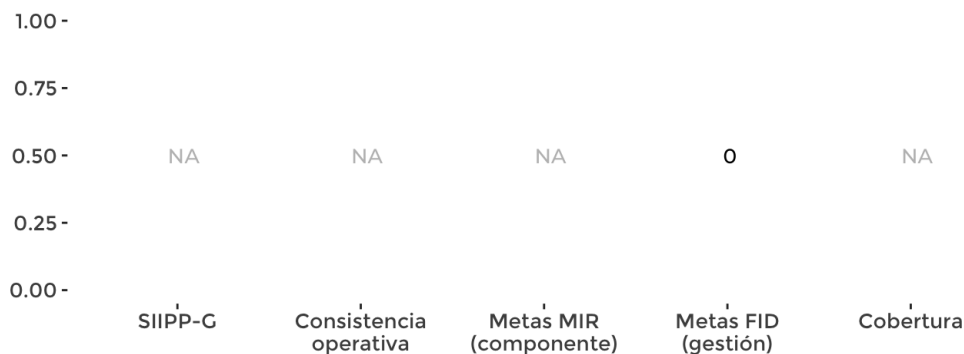 1.00
0.75
0.50 NA NA NA 0 NA
0.25
0.00
SIIPP-G Consistencia Metas MIR Metas FID Cobertura
operativa (componente) (gestión)